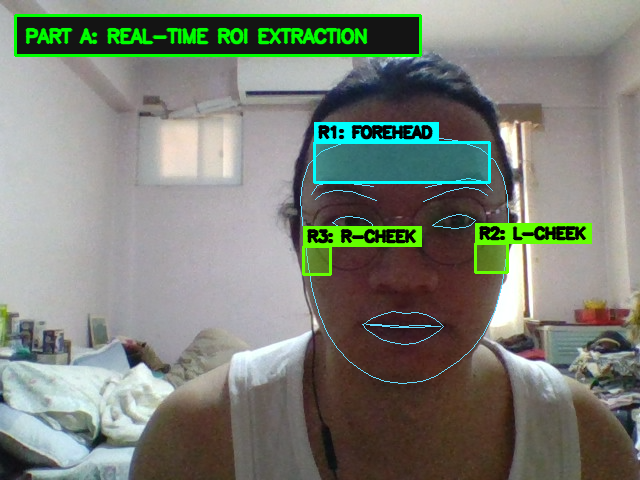 PART A: REAL-TIME ROI EXTRACTION
R1: FOREHEAD
R3: R-CHEEK
R2: L-CHEEK